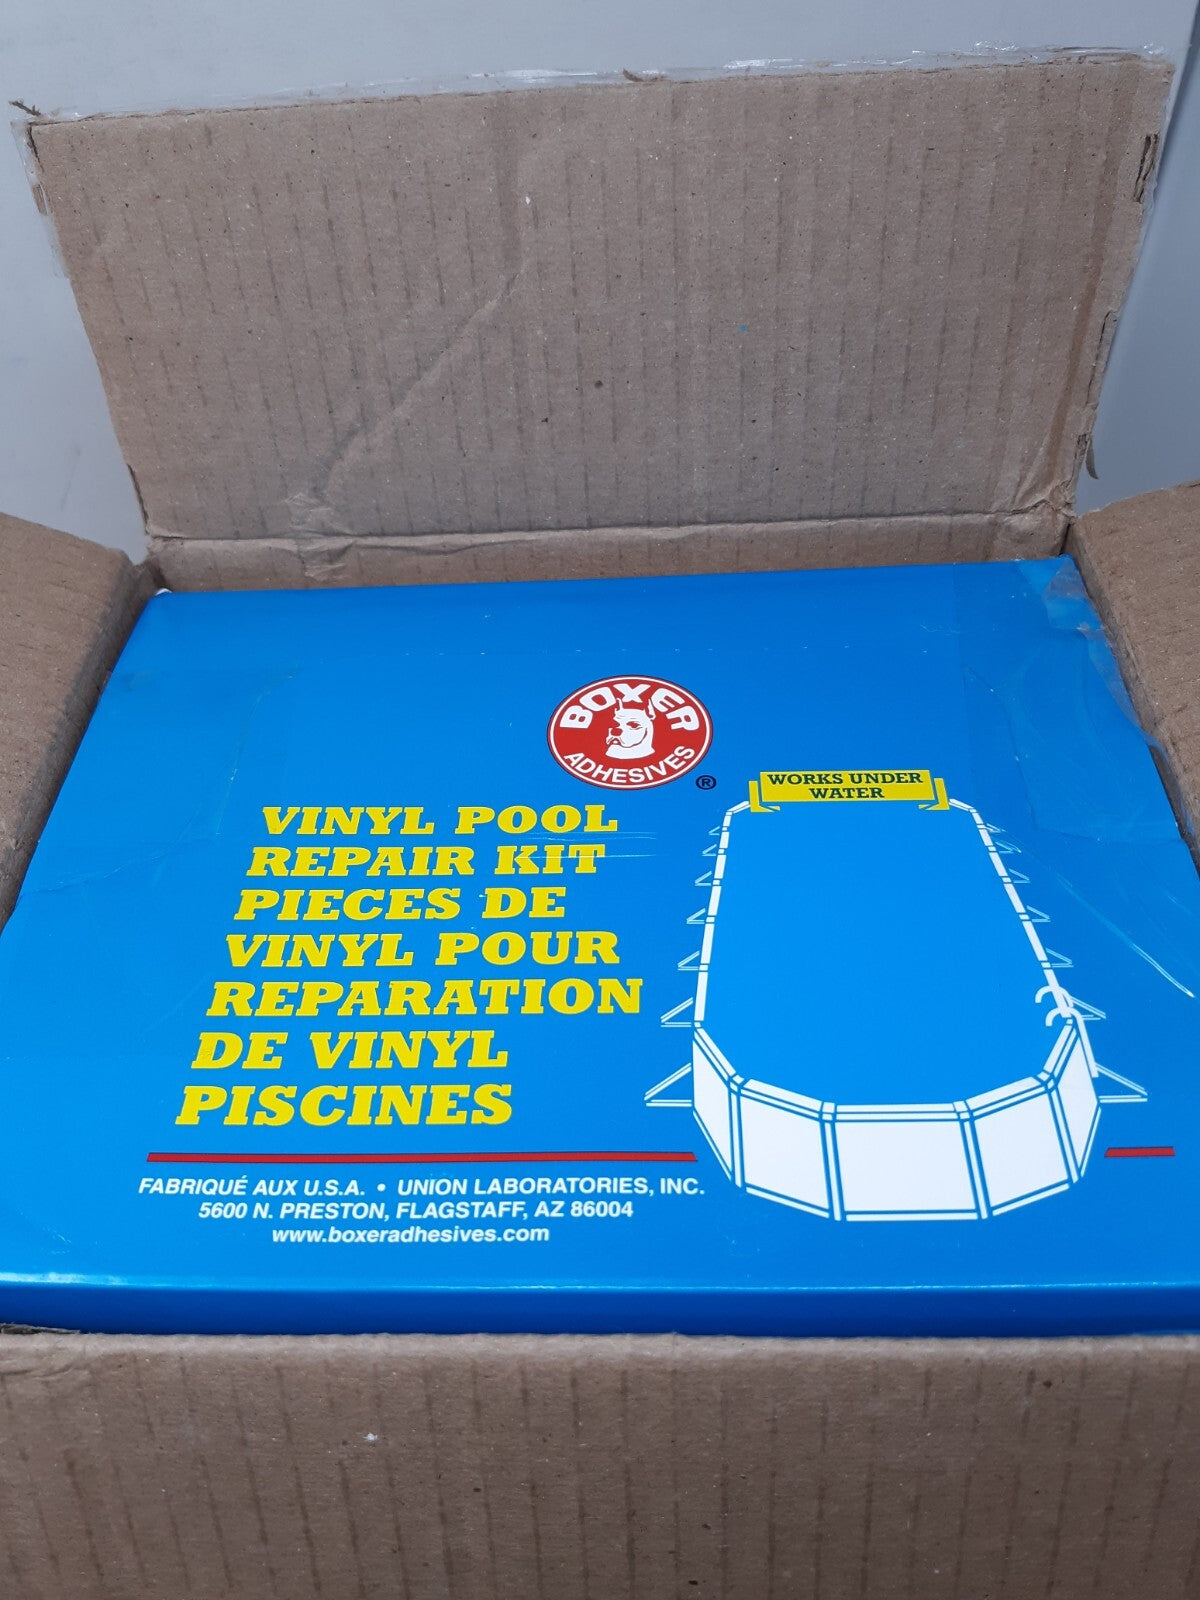 BOXER
ADHESIVES
®
WORKS UNDER
WATER
VINYL POOL
REPAIR KIT
PIECES DE
VINYL POUR
REPARATION
DE VINYL
PISCINES
FABRIQUÉ AUX U.S.A. • UNION LABORATORIES, INC.
5600 N. PRESTON, FLAGSTAFF, AZ 86004
www.boxeradhesives.com